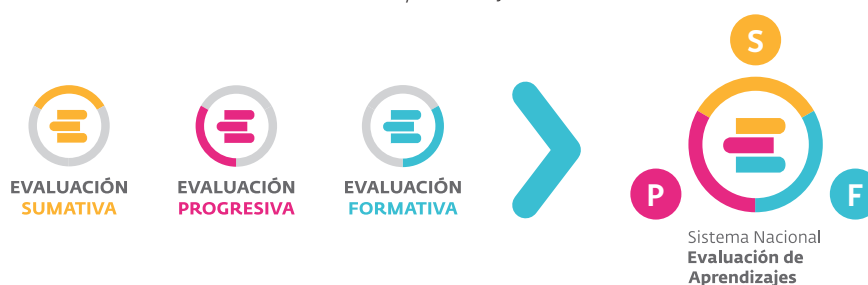 EVALUACIÓN
SUMATIVA
EVALUACIÓN
PROGRESIVA
EVALUACIÓN
FORMATIVA
S
P
F
Sistema Nacional
Evaluación de
Aprendizajes